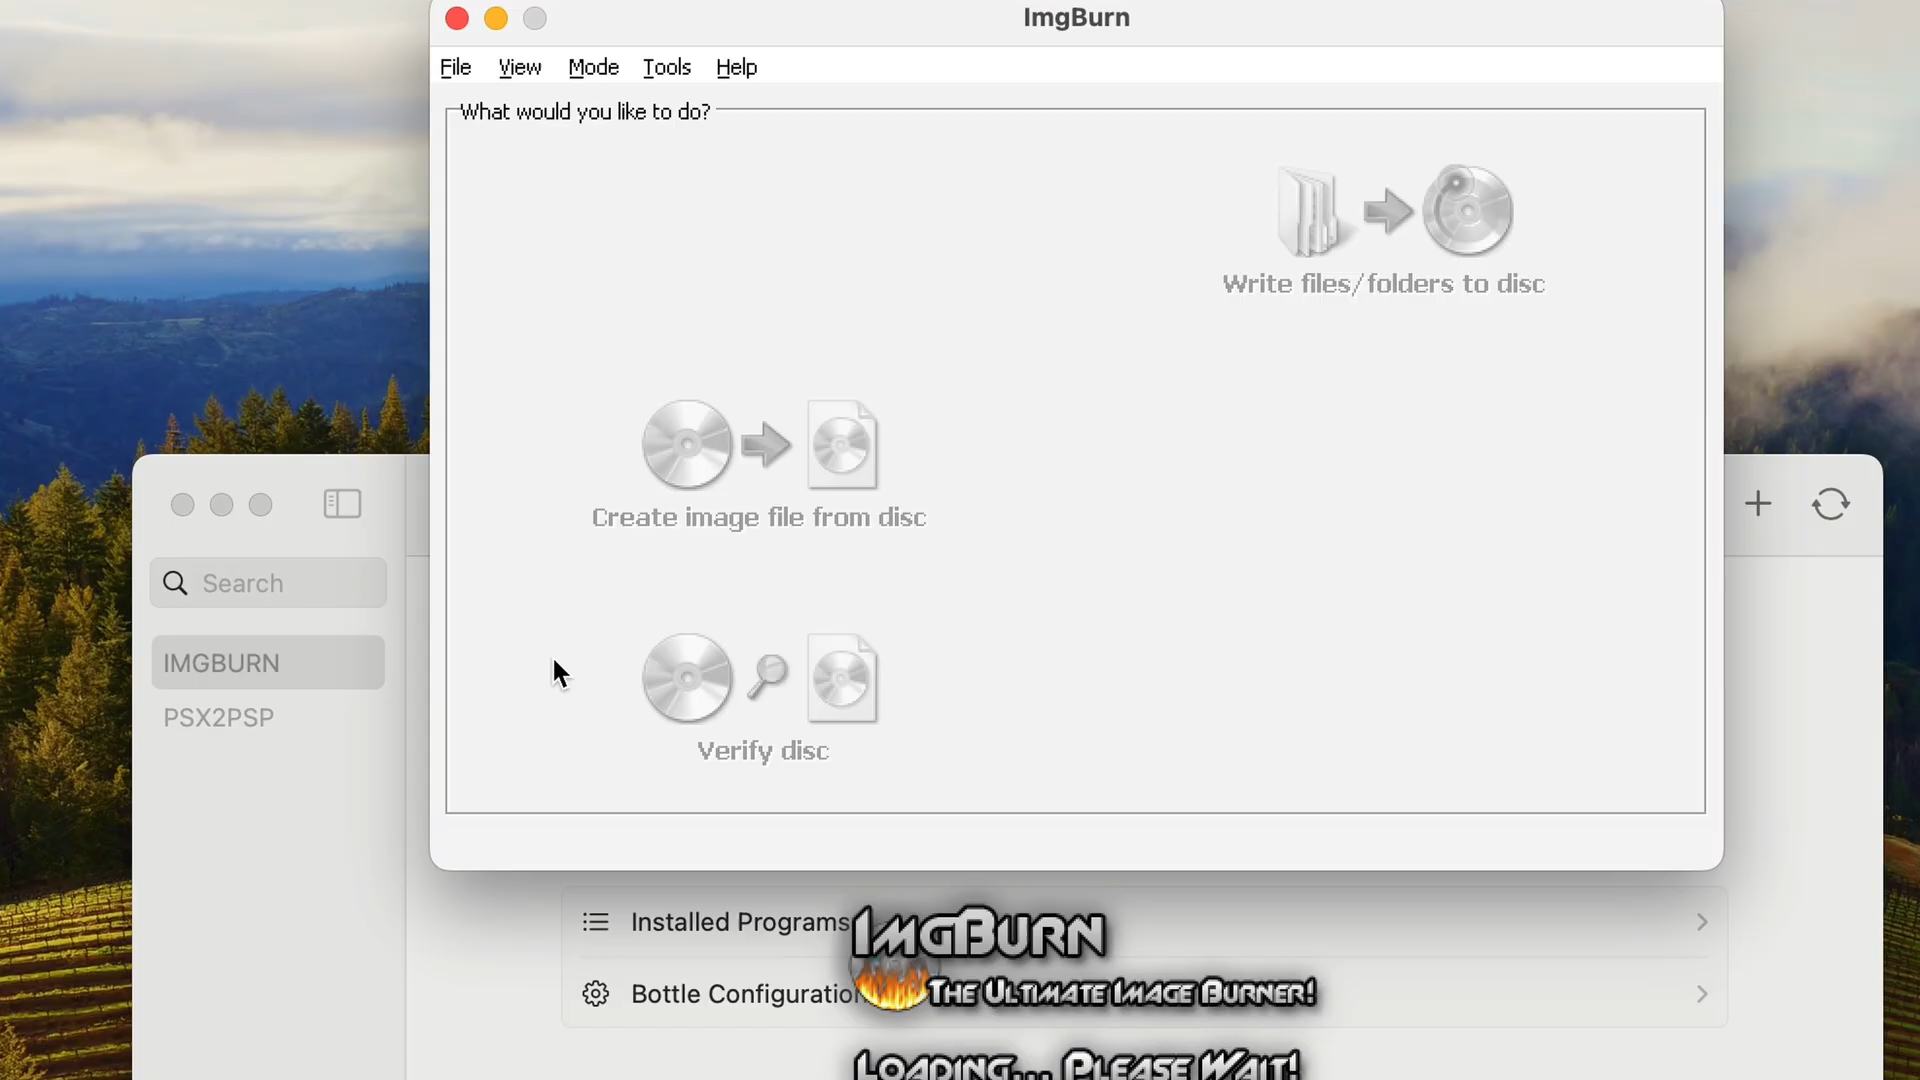 ImgBurn
File View Mode Tools Help
What would you like to do?
Write files/folders to disc
Create image file from disc
Search
IMGBURN
PSX2PSP
Verify disc
Installed Programs
IMGBURN
Bottle Configuration
THE ULTIMATE IMAGE BURNER!
LOADING... PLEASE WAIT!